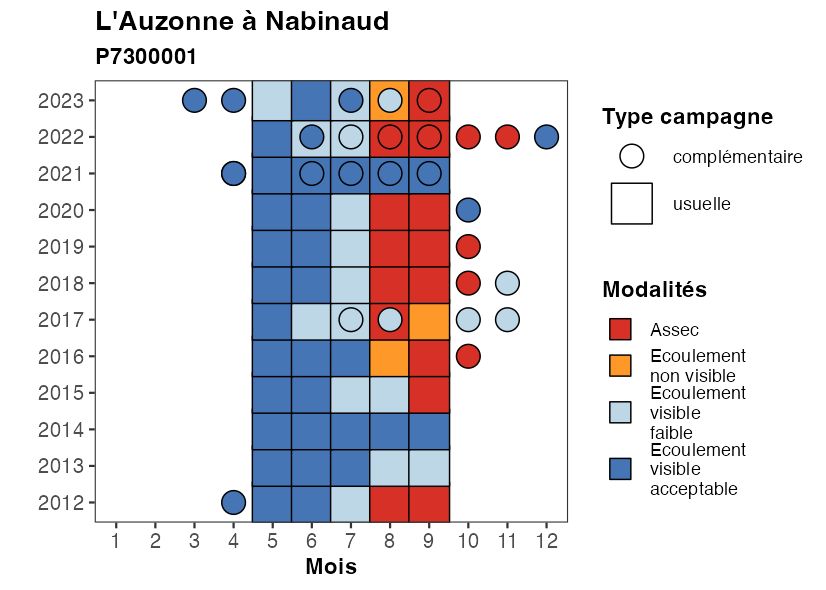 L'Auzonne à Nabinaud
P7300001
2023
2022
2021
2020
2019
2018
2017
2016
2015
2014
2013
2012
1 2 3 4 5 6 7 8 9 10 11 12
Mois
Type campagne
complémentaire
usuelle
Modalités
Assec
Ecoulement
non visible
Ecoulement
visible
faible
Ecoulement
visible
acceptable